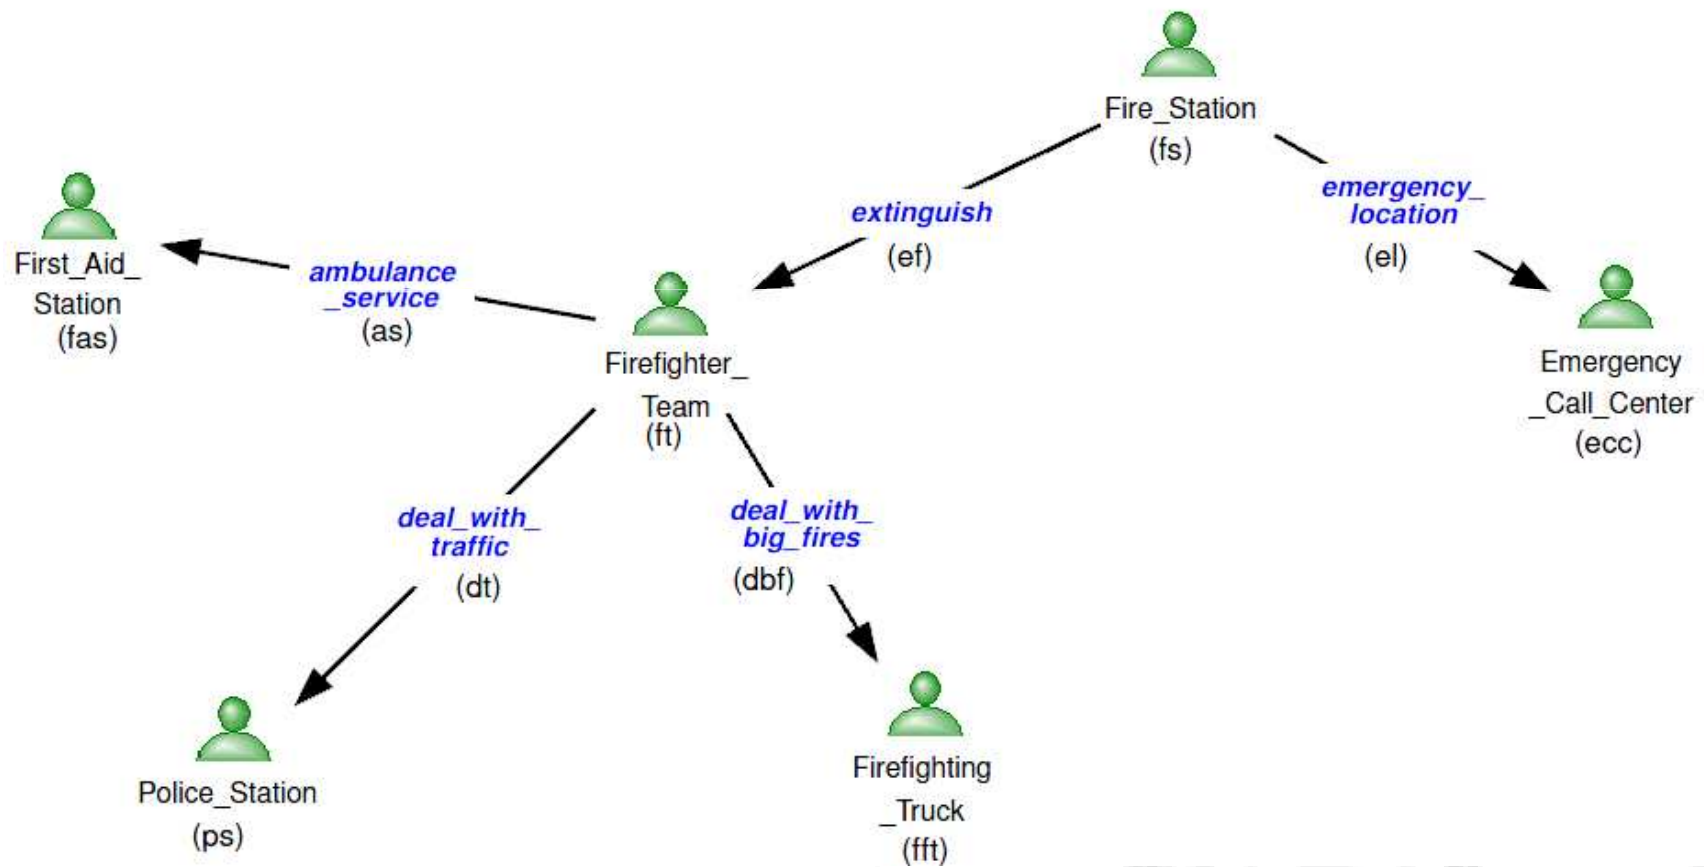 Fire_Station
(fs)
extinguish
(ef)
emergency_
location
(el)
First_Aid_
Station
(fas)
ambulance
_service
(as)
Firefighter_
Team
(ft)
Emergency
_Call_Center
(ecc)
deal_with_
traffic
(dt)
deal_with_
big_fires
(dbf)
Police_Station
(ps)
Firefighting
_Truck
(fft)